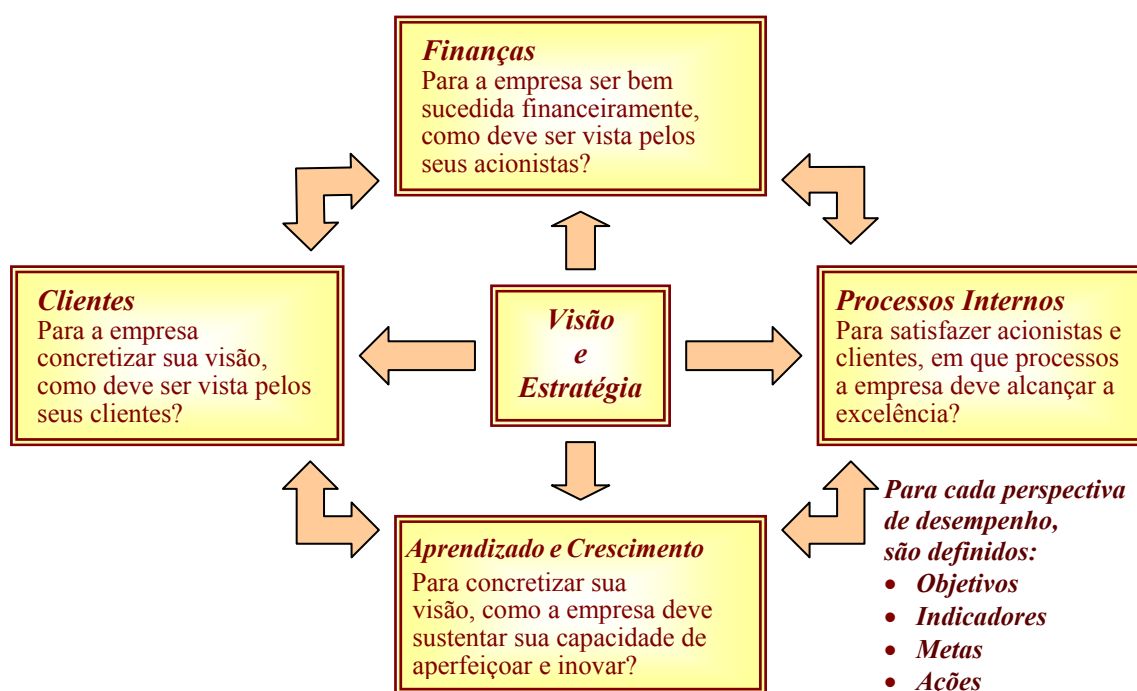 Finanças
Para a empresa ser bem
sucedida financeiramente,
como deve ser vista pelos
seus acionistas?
Clientes
Para a empresa
concretizar sua visão,
como deve ser vista pelos
seus clientes?
Visão
e
Estratégia
Processos Internos
Para satisfazer acionistas e
clientes, em que processos
a empresa deve alcançar a
excelência?
Aprendizado e Crescimento
Para concretizar sua
visão, como a empresa deve
sustentar sua capacidade de
aperfeiçoar e inovar?
Para cada perspectiva
de desempenho,
são definidos:
• Objetivos
• Indicadores
• Metas
• Ações